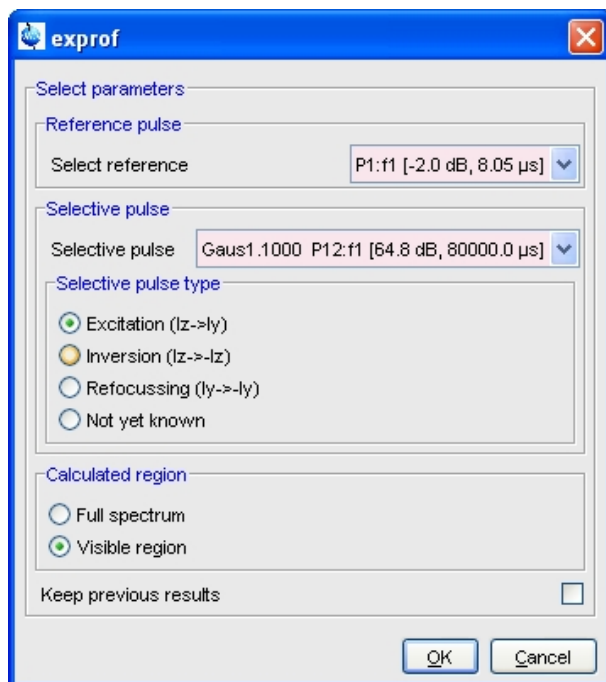 exprof
Select parameters
Reference pulse
Select reference P1:f1 [-2.0 dB, 8.05 µs]
Selective pulse
Selective pulse Gaus1.1000 P12:f1 [64.8 dB, 80000.0 µs]
Selective pulse type
Excitation (Iz->Iy)
Inversion (Iz->-Iz)
Refocussing (Iy->-Iy)
Not yet known
Calculated region
Full spectrum
Visible region
Keep previous results
OK Cancel